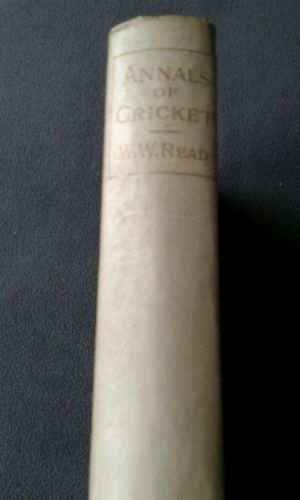 ANNALS
OF
CRICKET
W. W. READ